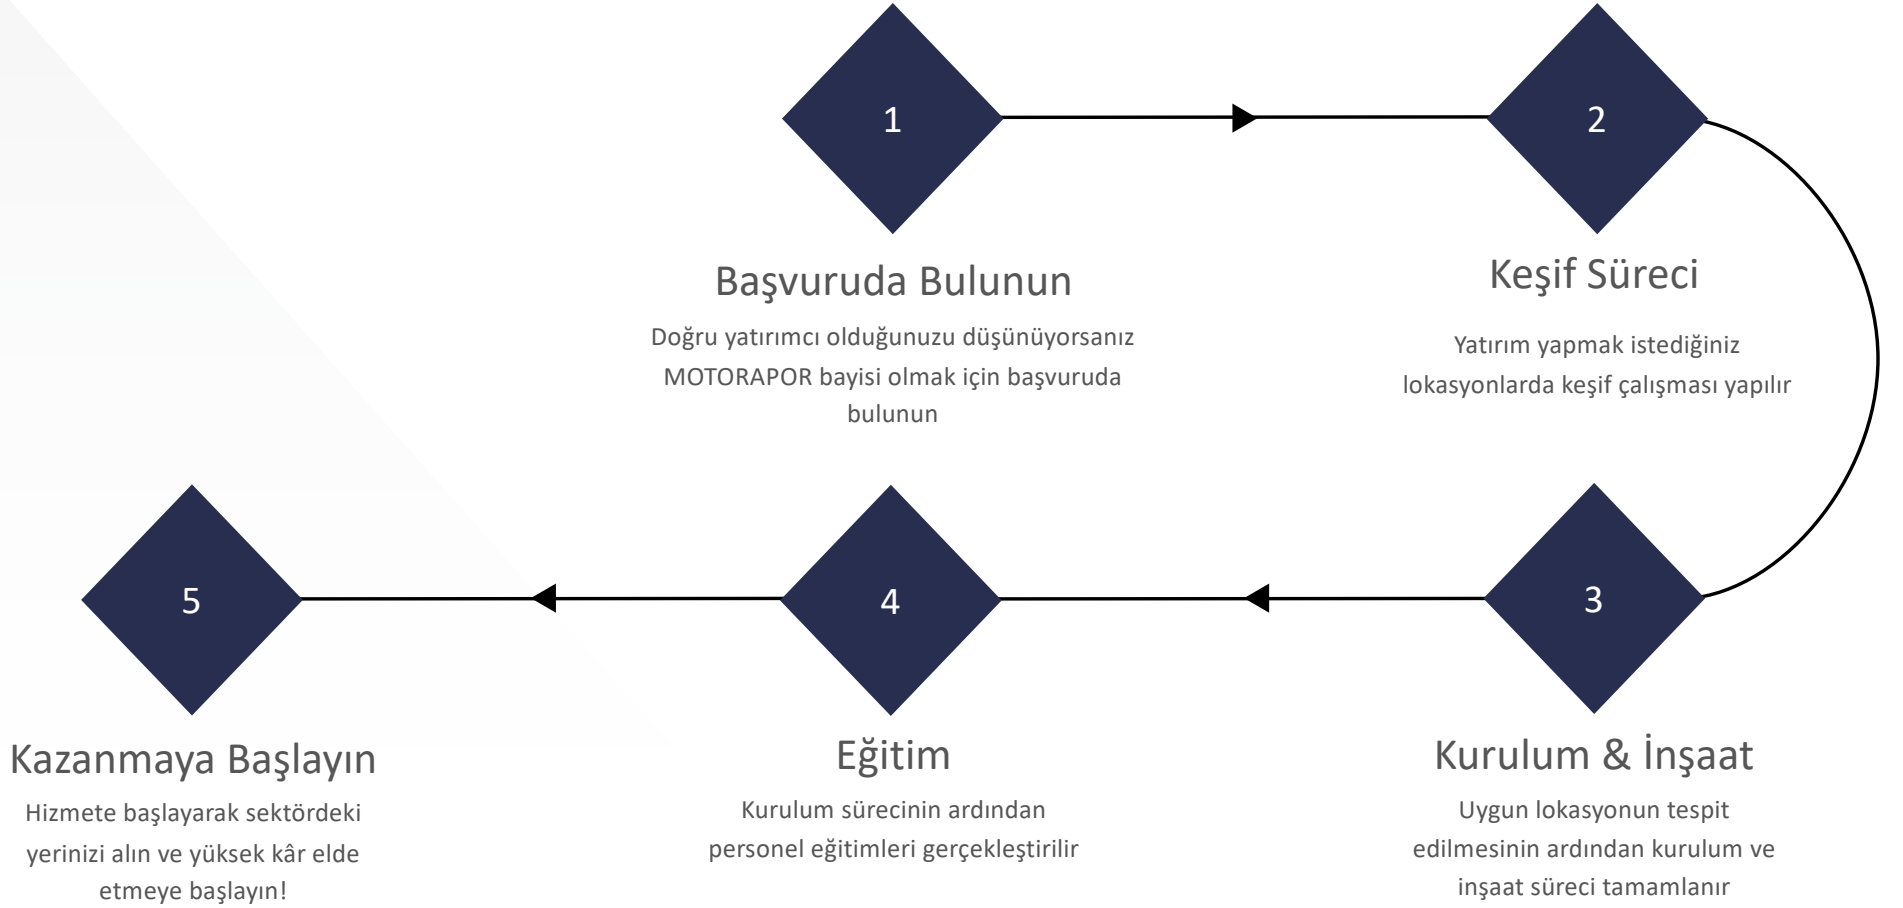 1
Başvuruda Bulunun
Doğru yatırımcı olduğunuzu düşünüyorsanız
MOTORAPOR bayisi olmak için başvuruda
bulunun
2
Keşif Süreci
Yatırım yapmak istediğiniz
lokasyonlarda keşif çalışması yapılır
3
Kurulum & İnşaat
Uygun lokasyonun tespit
edilmesinin ardından kurulum ve
inşaat süreci tamamlanır
4
Eğitim
Kurulum sürecinin ardından
personel eğitimleri gerçekleştirilir
5
Kazanmaya Başlayın
Hizmete başlayarak sektördeki
yerinizi alın ve yüksek kâr elde
etmeye başlayın!